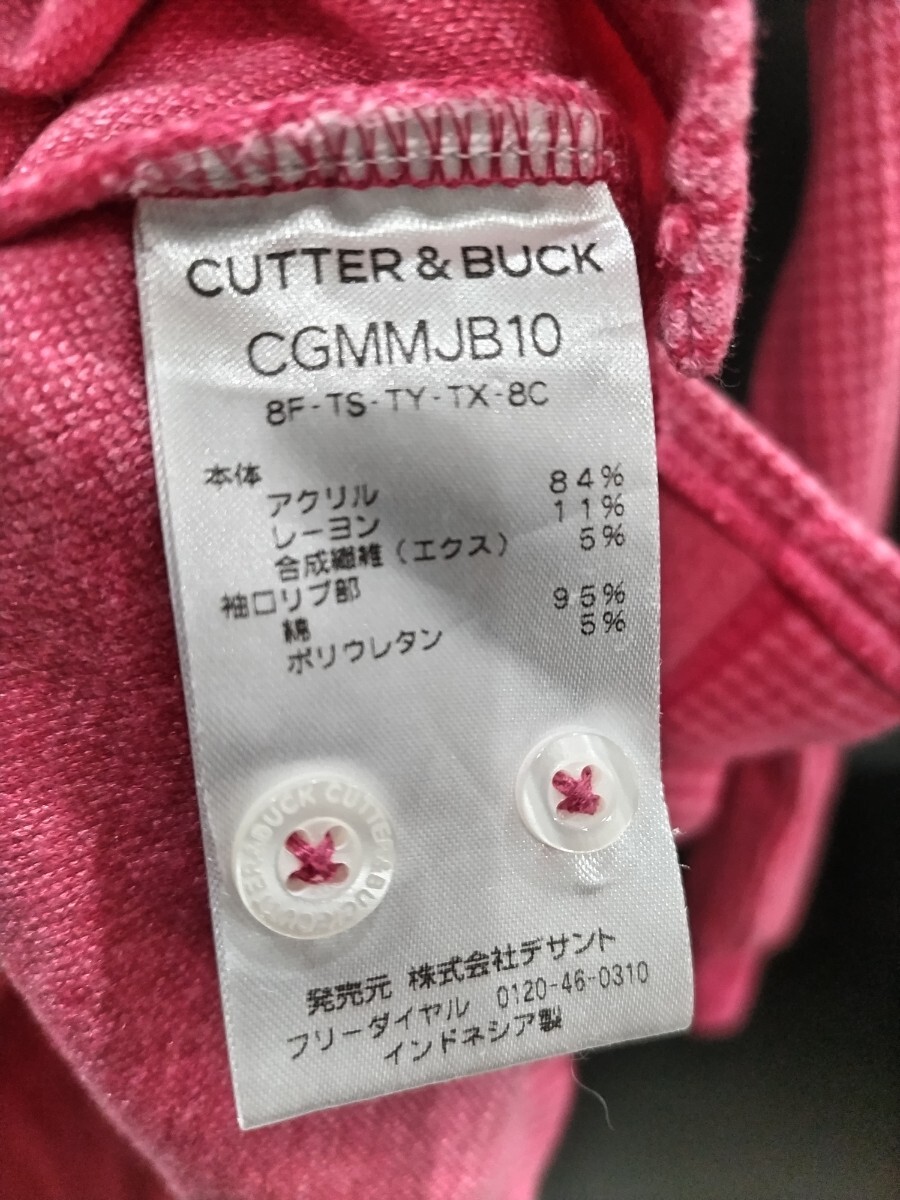 CUTTER & BUCK
CGMMJB10
8F-TS-TY-TX-8C
本体
アクリル 84%
レーヨン 11%
合成繊維(エクス) 5%
袖口リブ部
綿 95%
ポリウレタン 5%
CUTTER & BUCK CUTTER & BUCK
発売元 株式会社デサント
フリーダイヤル 0120-46-0310
インドネシア製